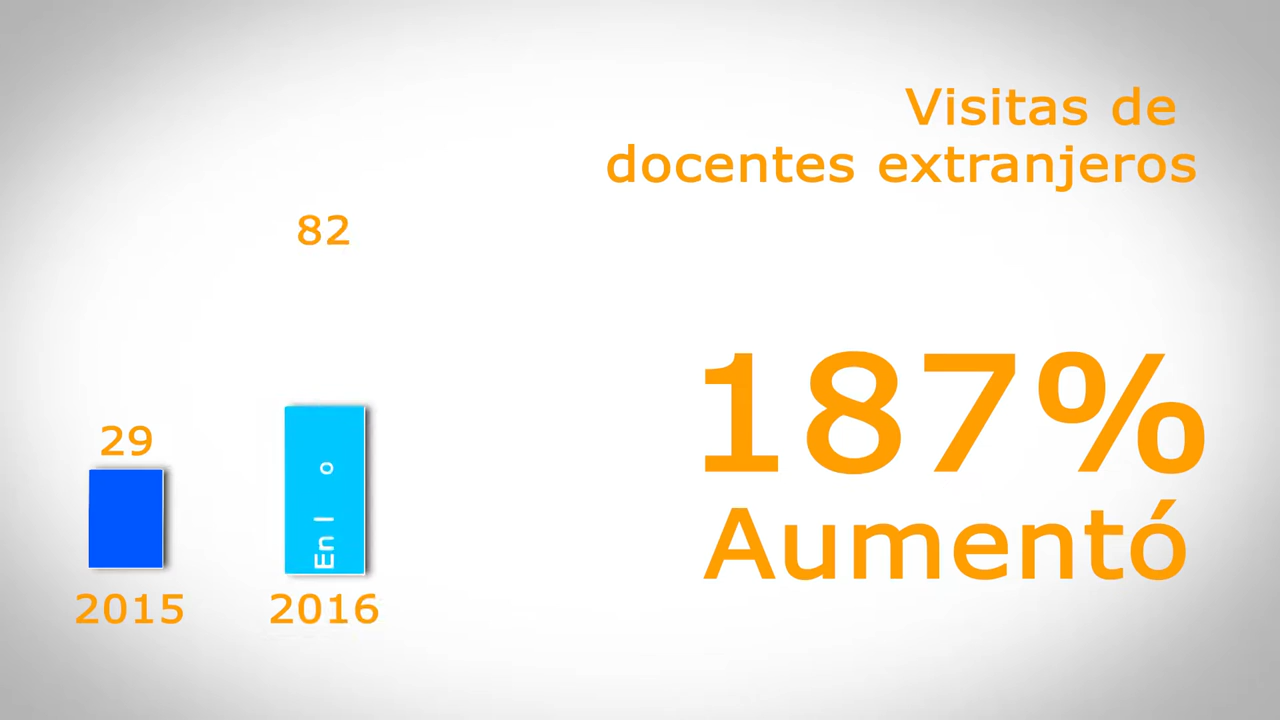 Visitas de
docentes extranjeros
82
29
2015
2016
187%
Aumentó